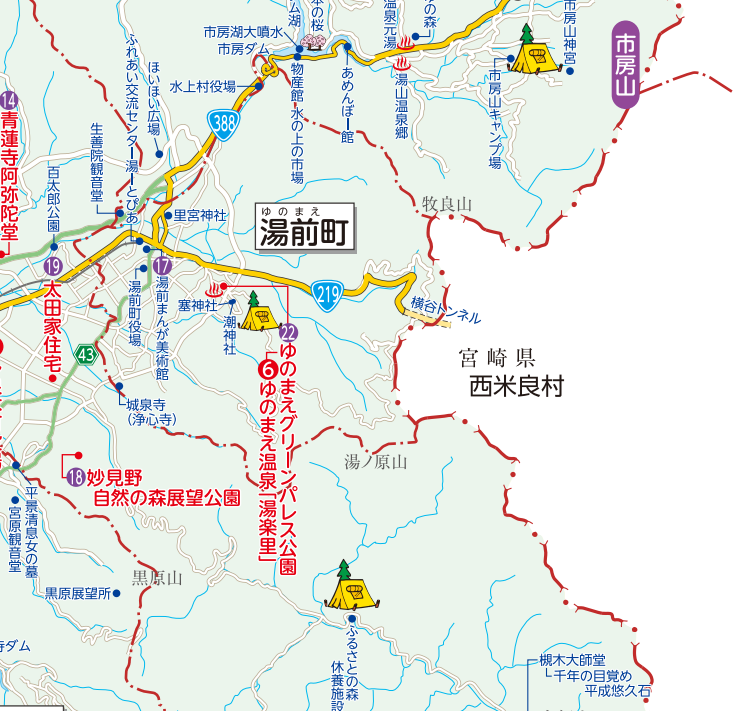 市房湖大噴水
市房ダム
ム湖
本の桜
温泉元湯
の森
市房山神宮
市房山
市房山キャンプ場
湯山温泉郷
あめんぼー館
物産館 水の上の市場
水上村役場
388
ほいほい広場
ふれあい交流センター湯〜とぴあ
生善院観音堂
百太郎公園
14
青蓮寺阿弥陀堂
里宮神社
ゆのまえ
湯前町
牧良山
219
横谷トンネル
宮崎県
西米良村
19
太田家住宅
17
湯前まんが美術館
湯前町役場
塞神社
潮神社
43
22
ゆのまえグリーンパレス公園
「6ゆのまえ温泉「湯楽里」
城泉寺
(浄心寺)
湯ノ原山
18
妙見野
自然の森展望公園
平景清息女の墓
宮原観音堂
黒原山
黒原展望所
ふるさとの森
休養施設
槻木大師堂
千年の目覚め
平成悠久石
ダム